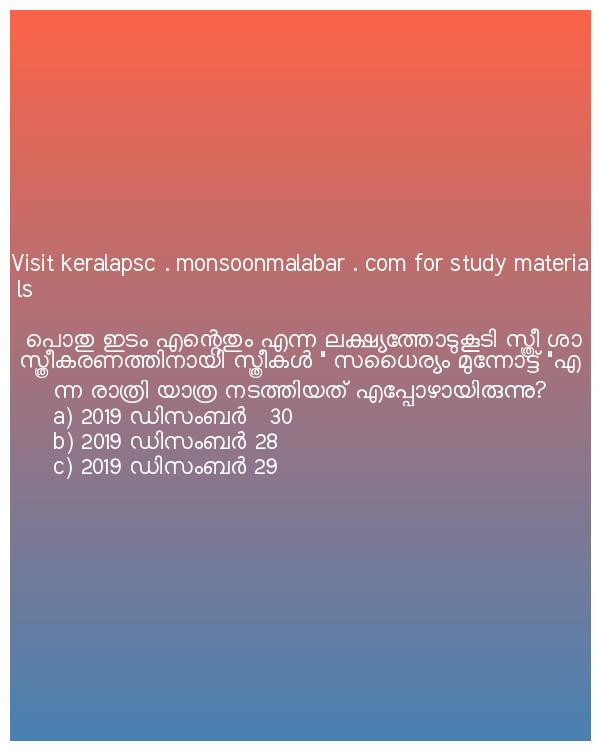 Visit keralapsc . monsoonmalabar . com for study materia
ls
പൊതു ഇടം എന്റെതും എന്ന ലക്ഷ്യത്തോടുകൂടി സ്ത്രീ ശാ
സ്ത്രീകരണത്തിനായി സ്ത്രീകൾ " സധൈര്യം മുന്നോട്ട് "എ
ന്ന രാത്രി യാത്ര നടത്തിയത് എപ്പോഴായിരുന്നു?
a) 2019 ഡിസംബർ 30
b) 2019 ഡിസംബർ 28
c) 2019 ഡിസംബർ 29